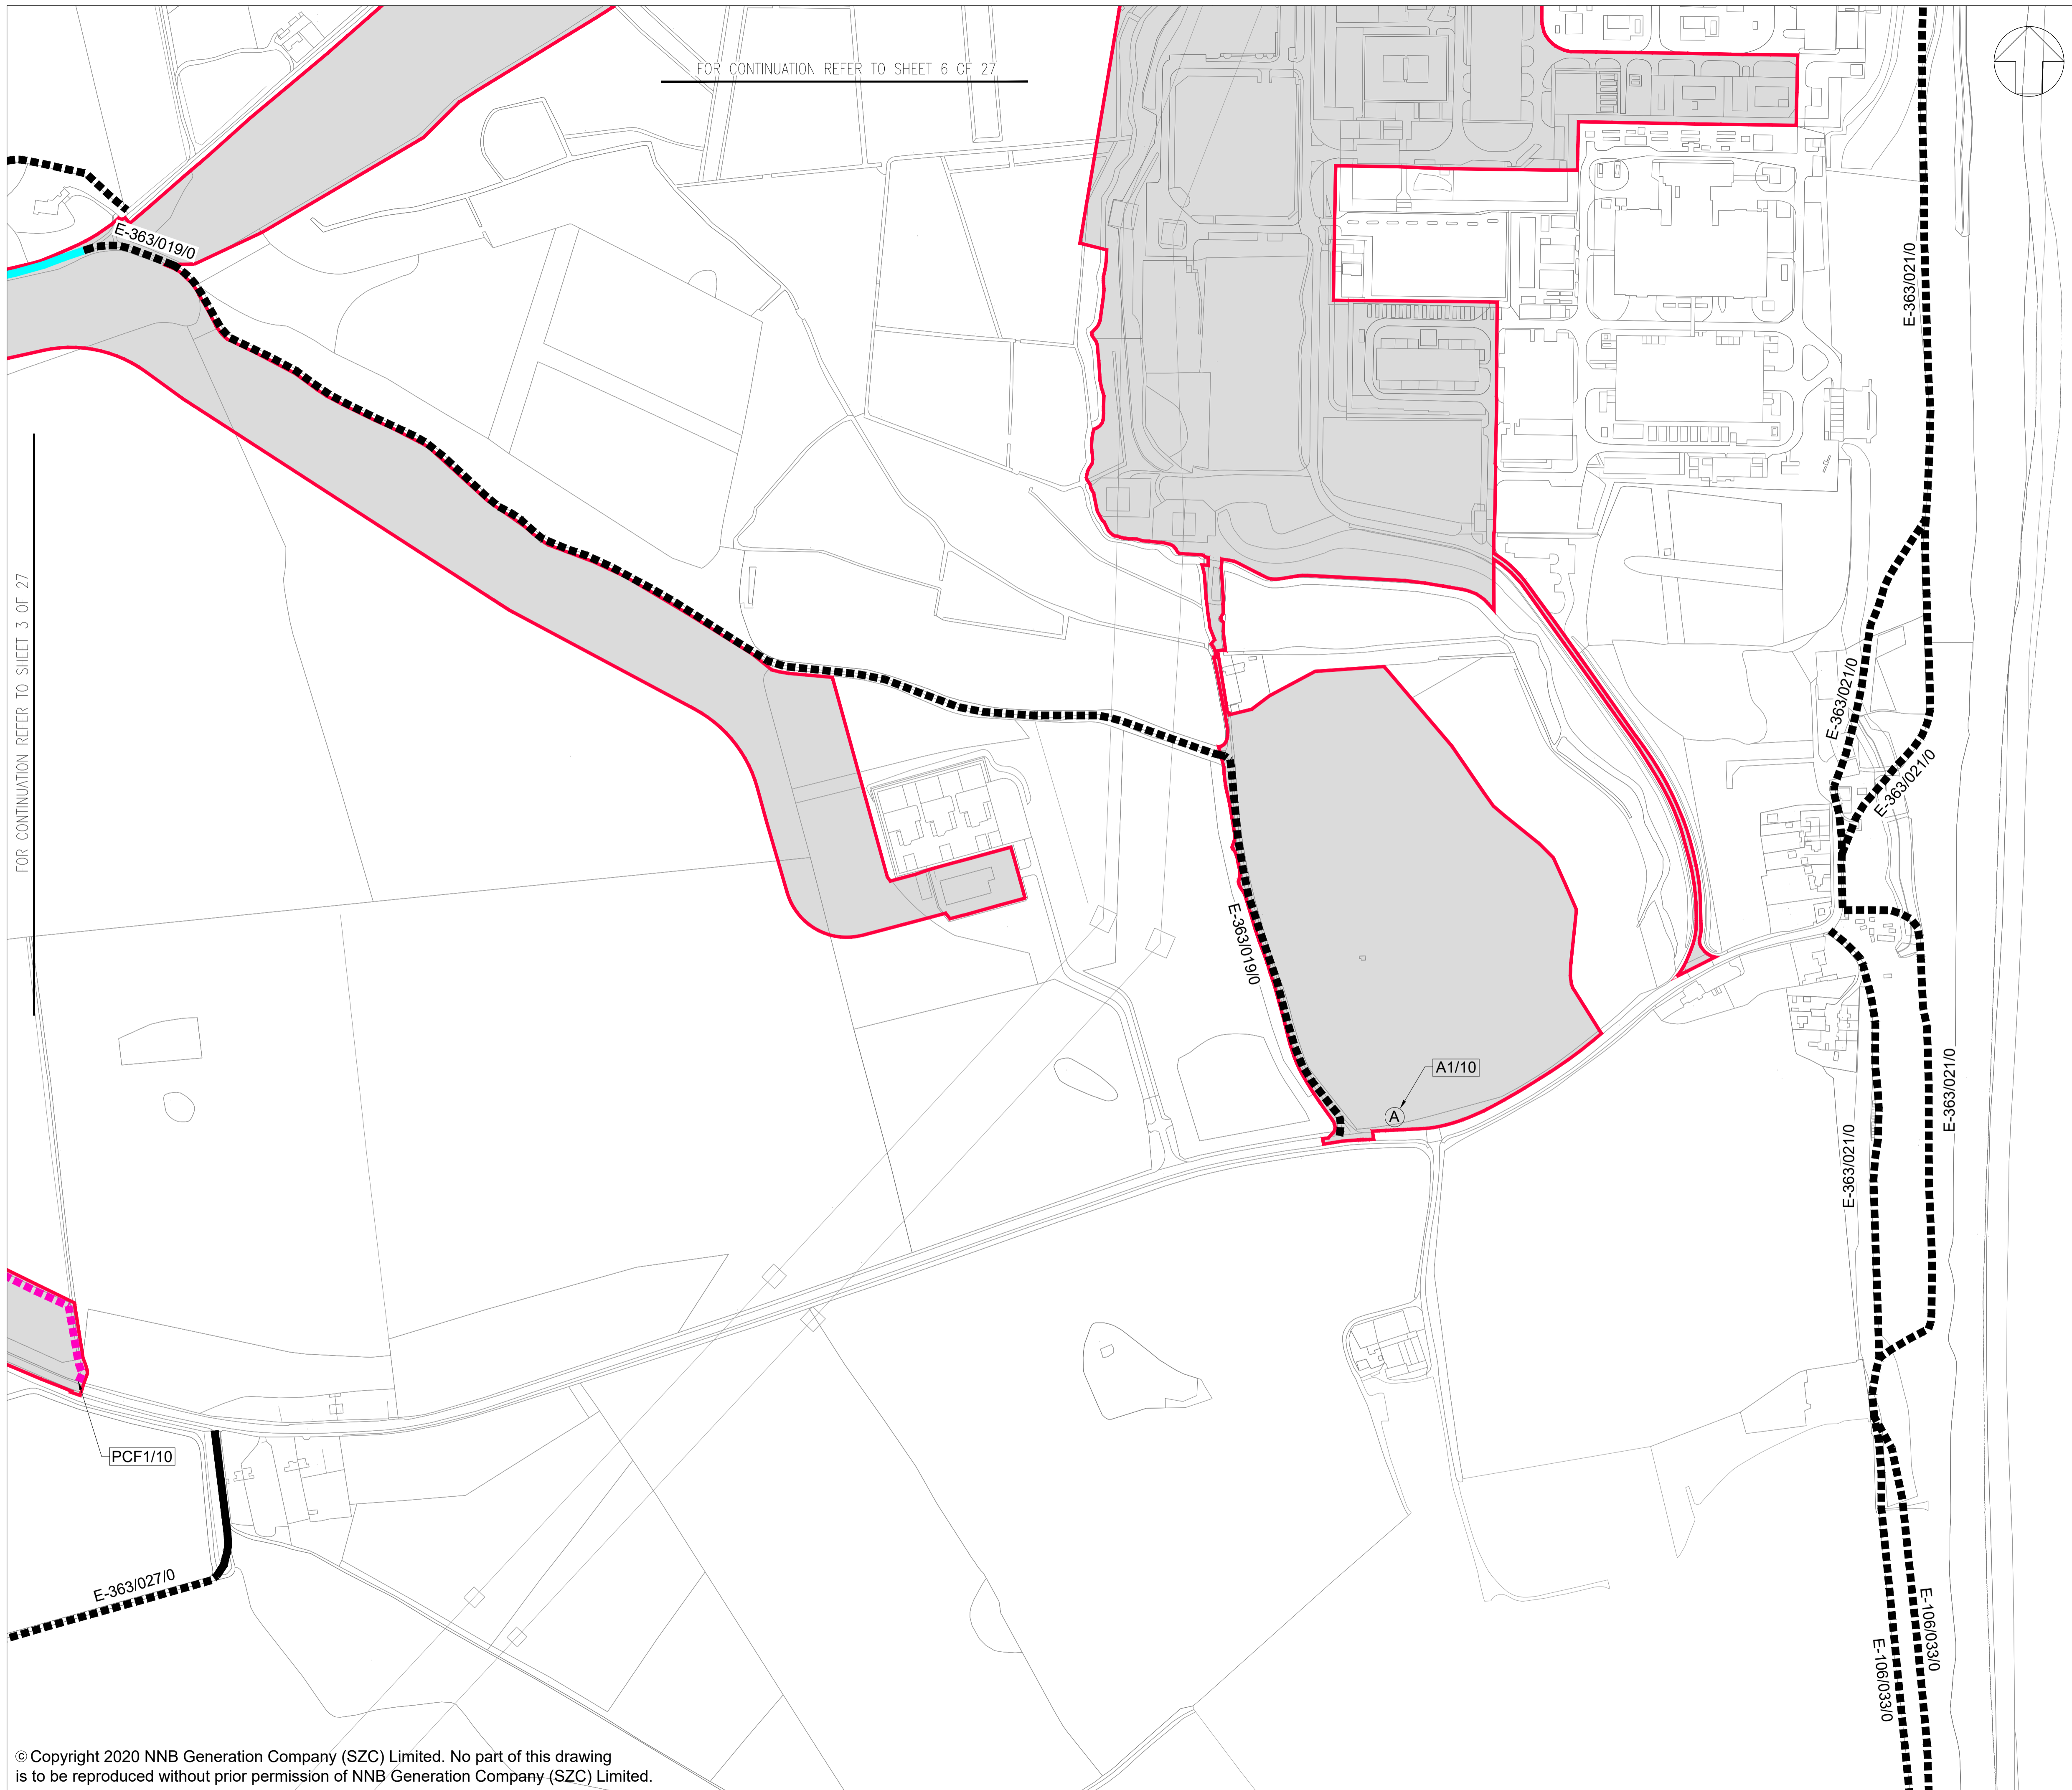 FOR CONTINUATION REFER TO SHEET 6 OF 27
E-363/019/0
E-363/021/0
FOR CONTINUATION REFER TO SHEET 3 OF 27
E-363/021/0
E-363/021/0
E-363/019/0
A1/10
A
E-363/021/0
E-363/021/0
PCF1/10
E-363/027/0
E-106/033/0
E-106/033/0
© Copyright 2020 NNB Generation Company (SZC) Limited. No part of this drawing
is to be reproduced without prior permission of NNB Generation Company (SZC) Limited.